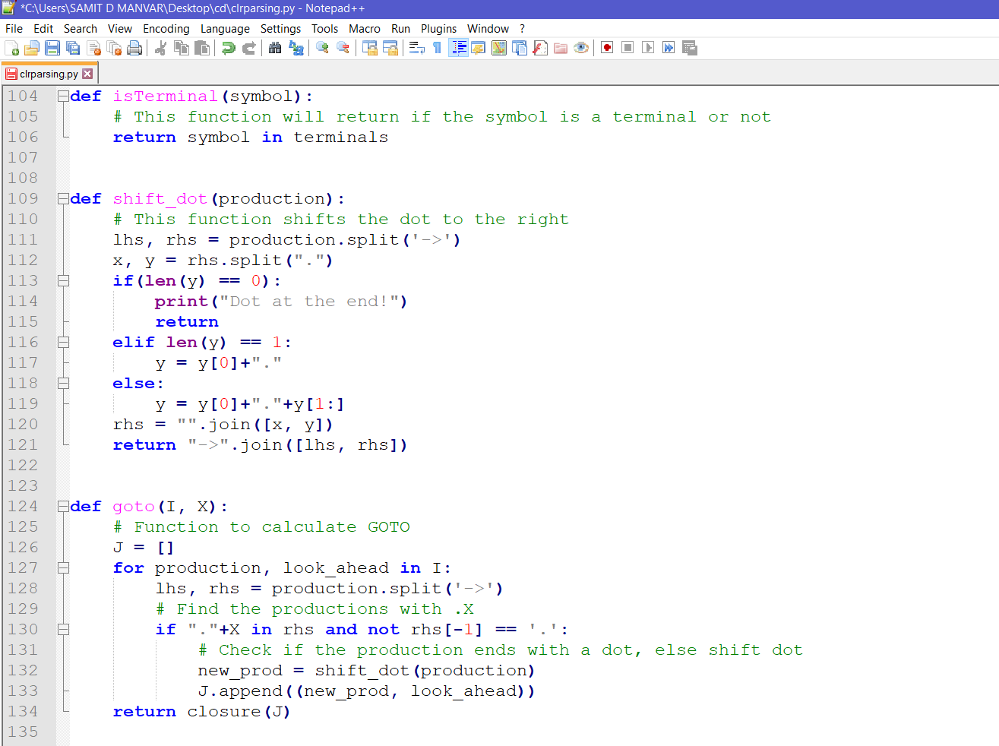 *C:\Users\SAMIT D MANVAR\Desktop\cd\clrparsing.py - Notepad++
File Edit Search View Encoding Language Settings Tools Macro Run Plugins Window ?
clrparsing.py
104 def isTerminal(symbol):
105     # This function will return if the symbol is a terminal or not
106     return symbol in terminals
107
108
109 def shift_dot(production):
110     # This function shifts the dot to the right
111     lhs, rhs = production.split('->')
112     x, y = rhs.split(".")
113     if(len(y) == 0):
114         print("Dot at the end!")
115         return
116     elif len(y) == 1:
117         y = y[0]+"."
118     else:
119         y = y[0]+"."+y[1:]
120     rhs = "".join([x, y])
121     return "->".join([lhs, rhs])
122
123
124 def goto(I, X):
125     # Function to calculate GOTO
126     J = []
127     for production, look_ahead in I:
128         lhs, rhs = production.split('->')
129         # Find the productions with .X
130         if "."+X in rhs and not rhs[-1] == '.':
131             # Check if the production ends with a dot, else shift dot
132             new_prod = shift_dot(production)
133             J.append((new_prod, look_ahead))
134     return closure(J)
135